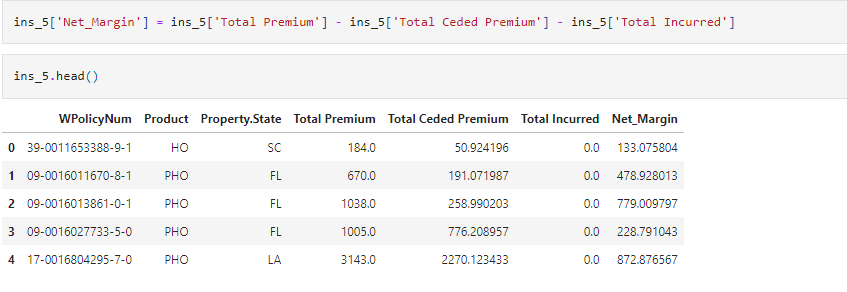 ins_5['Net_Margin'] = ins_5['Total Premium'] - ins_5['Total Ceded Premium'] - ins_5['Total Incurred']
ins_5.head()
WPolicyNum Product Property.State Total Premium Total Ceded Premium Total Incurred Net_Margin
0 39-0011653388-9-1 HO SC 184.0 50.924196 0.0 133.075804
1 09-0016011670-8-1 PHO FL 670.0 191.071987 0.0 478.928013
2 09-0016013861-0-1 PHO FL 1038.0 258.990203 0.0 779.009797
3 09-0016027733-5-0 PHO FL 1005.0 776.208957 0.0 228.791043
4 17-0016804295-7-0 PHO LA 3143.0 2270.123433 0.0 872.876567